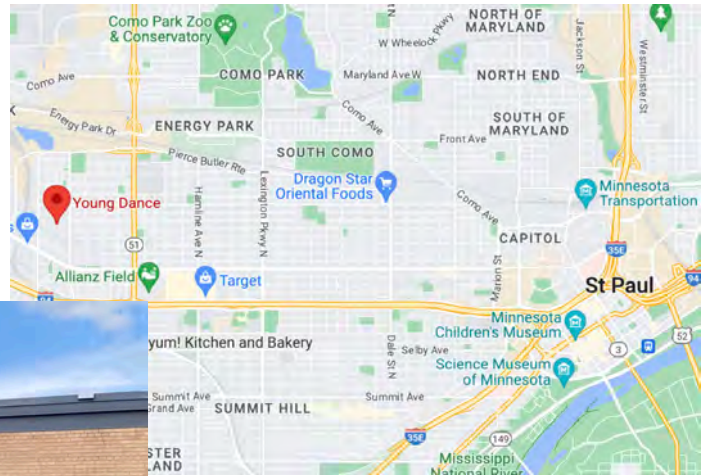 Como Park Zoo
& Conservatory
NORTH OF
MARYLAND
W Wheelock Pkwy
Jackson St
Westminster St
COMO PARK
Maryland Ave W
NORTH END
Como Ave
Energy Park Dr
ENERGY PARK
Como Ave
SOUTH OF
MARYLAND
Front Ave
Pierce Butler Rte
SOUTH COMO
Lexington Pkwy N
Hamline Ave N
Dragon Star
Oriental Foods
Young Dance
Minnesota
Transportation
Como Ave
CAPITOL
51
35E
Allianz Field
Target
Marion St
94
St Paul
94
Minnesota
Children's Museum
52
yum! Kitchen and Bakery
Dale St N
Selby Ave
3
Science Museum
of Minnesota
Summit Ave
Grand Ave
SUMMIT HILL
Summit Ave
35E
149
Mississippi
National River